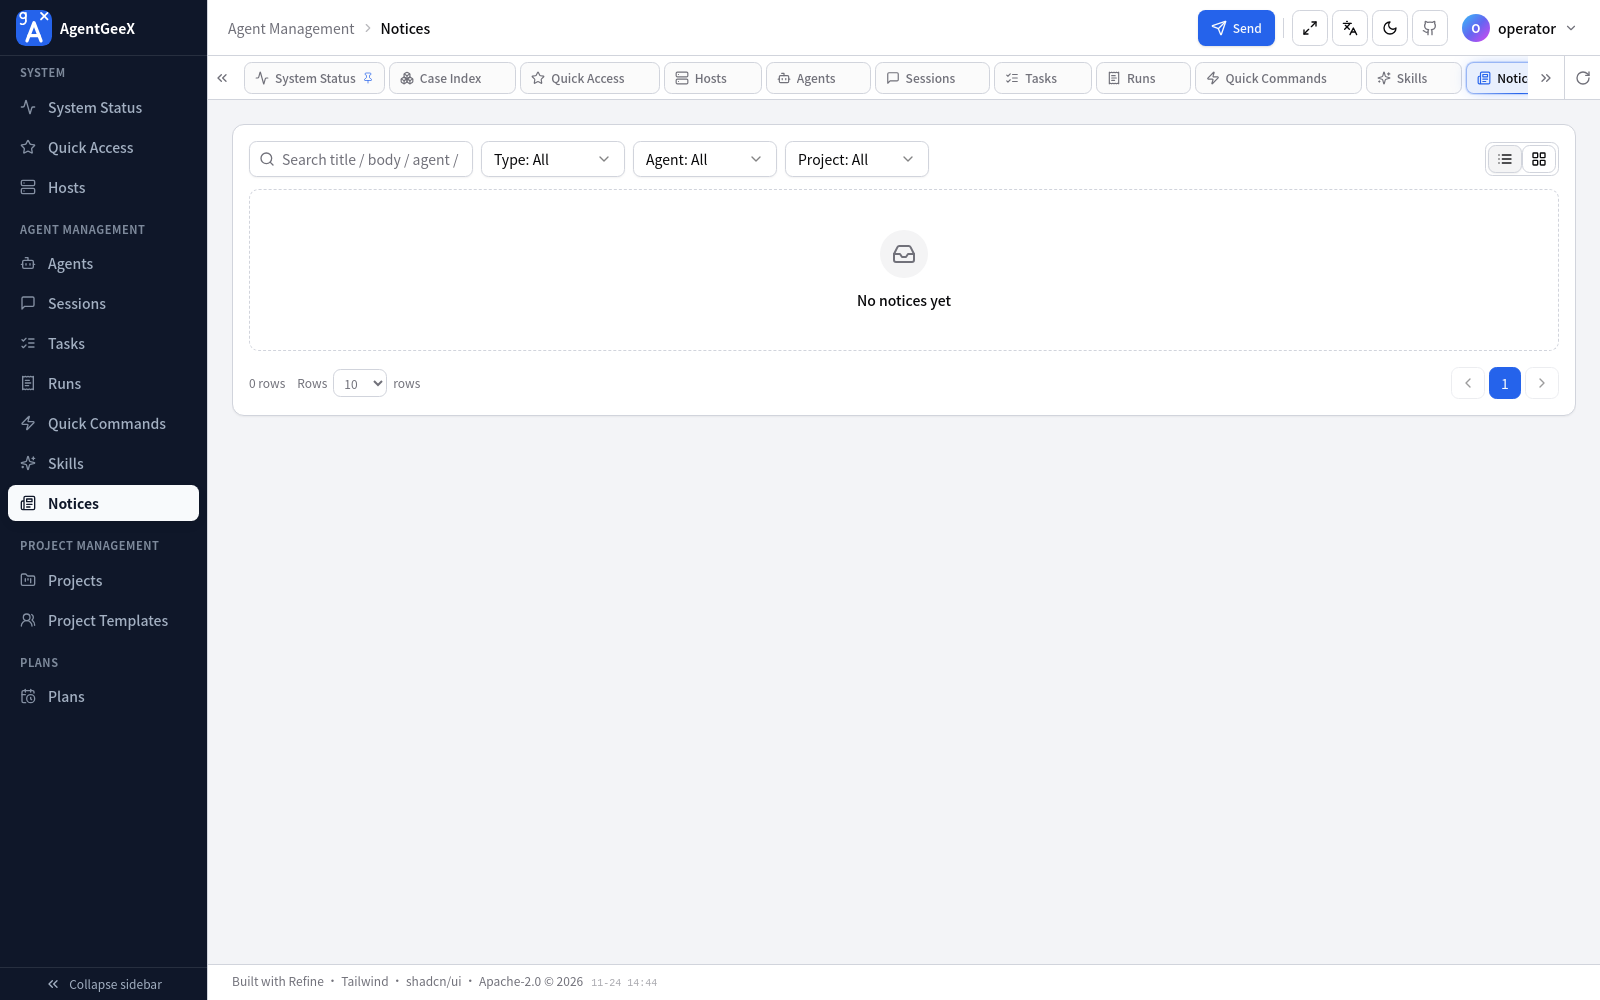 AgentGeeX
SYSTEM
System Status
Quick Access
Hosts
AGENT MANAGEMENT
Agents
Sessions
Tasks
Runs
Quick Commands
Skills
Notices
PROJECT MANAGEMENT
Projects
Project Templates
PLANS
Plans
Collapse sidebar
Agent Management > Notices
Send
O operator
System Status Case Index Quick Access Hosts Agents Sessions Tasks Runs Quick Commands Skills Notic
Search title / body / agent / Type: All Agent: All Project: All
No notices yet
0 rows Rows 10 rows
1
Built with Refine • Tailwind • shadcn/ui • Apache-2.0 © 2026 11-24 14:44